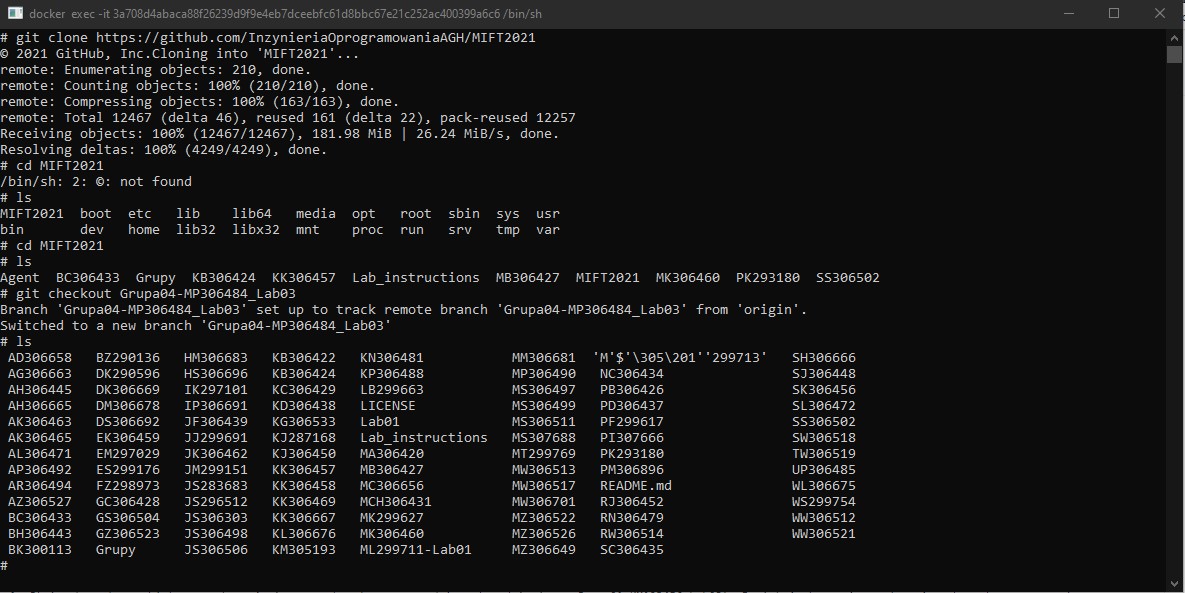 docker exec -it 3a708d4abaca88f26239d9f9e4eb7dceebfc61d8bbc67e21c252ac400399a6c6 /bin/sh
# git clone https://github.com/InzynieriaOprogramowaniaAGH/MIFT2021
© 2021 GitHub, Inc.Cloning into 'MIFT2021'...
remote: Enumerating objects: 210, done.
remote: Counting objects: 100% (210/210), done.
remote: Compressing objects: 100% (163/163), done.
remote: Total 12467 (delta 46), reused 161 (delta 22), pack-reused 12257
Receiving objects: 100% (12467/12467), 181.98 MiB | 26.24 MiB/s, done.
Resolving deltas: 100% (4249/4249), done.
# cd MIFT2021
/bin/sh: 2: ©: not found
# ls
MIFT2021  boot  etc   lib    lib64   media  opt   root  sbin  sys  usr
bin       dev   home  lib32  libx32  mnt    proc  run   srv   tmp  var
# cd MIFT2021
# ls
Agent  BC306433  Grupy  KB306424  KK306457  Lab_instructions  MB306427  MIFT2021  MK306460  PK293180  SS306502
# git checkout Grupa04-MP306484_Lab03
Branch 'Grupa04-MP306484_Lab03' set up to track remote branch 'Grupa04-MP306484_Lab03' from 'origin'.
Switched to a new branch 'Grupa04-MP306484_Lab03'
# ls
AD306658   BZ290136   HM306683   KB306422   KN306481           MM306681  'M'$'\305\201''299713'   SH306666
AG306663   DK290596   HS306696   KB306424   KP306488           MP306490   NC306434                SJ306448
AH306445   DK306669   IK297101   KC306429   LB299663           MS306497   PB306426                SK306456
AH306665   DM306678   IP306691   KD306438   LICENSE            MS306499   PD306437                SL306472
AK306463   DS306692   JF306439   KG306533   Lab01              MS306511   PF299617                SS306502
AK306465   EK306459   JJ299691   KJ287168   Lab_instructions   MS307688   PI307666                SW306518
AL306471   EM297029   JK306462   KJ306450   MA306420           MT299769   PK293180                TW306519
AP306492   ES299176   JM299151   KK306457   MB306427           MW306513   PM306896                UP306485
AR306494   FZ298973   JS283683   KK306458   MC306656           MW306517   README.md               WL306675
AZ306527   GC306428   JS296512   KK306469   MCH306431          MW306701   RJ306452                WS299754
BC306433   GS306504   JS306303   KK306667   MK299627           MZ306522   RN306479                WW306512
BH306443   GZ306523   JS306498   KL306676   MK306460           MZ306526   RW306514                WW306521
BK300113   Grupy      JS306506   KM305193   ML299711-Lab01     MZ306649   SC306435
#